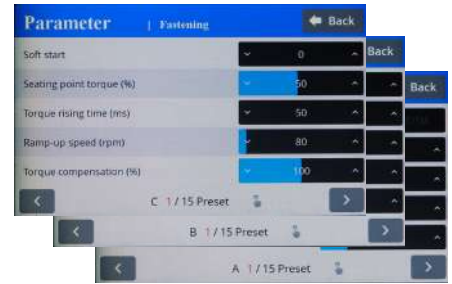 Parameter | Fastening Back
Soft start 0
Seating point torque (%) 50
Torque rising time (ms) 50
Ramp-up speed (rpm) 80
Torque compensation (%) 100
C 1 / 15 Preset
Back
B 1 / 15 Preset
Back
A 1 / 15 Preset